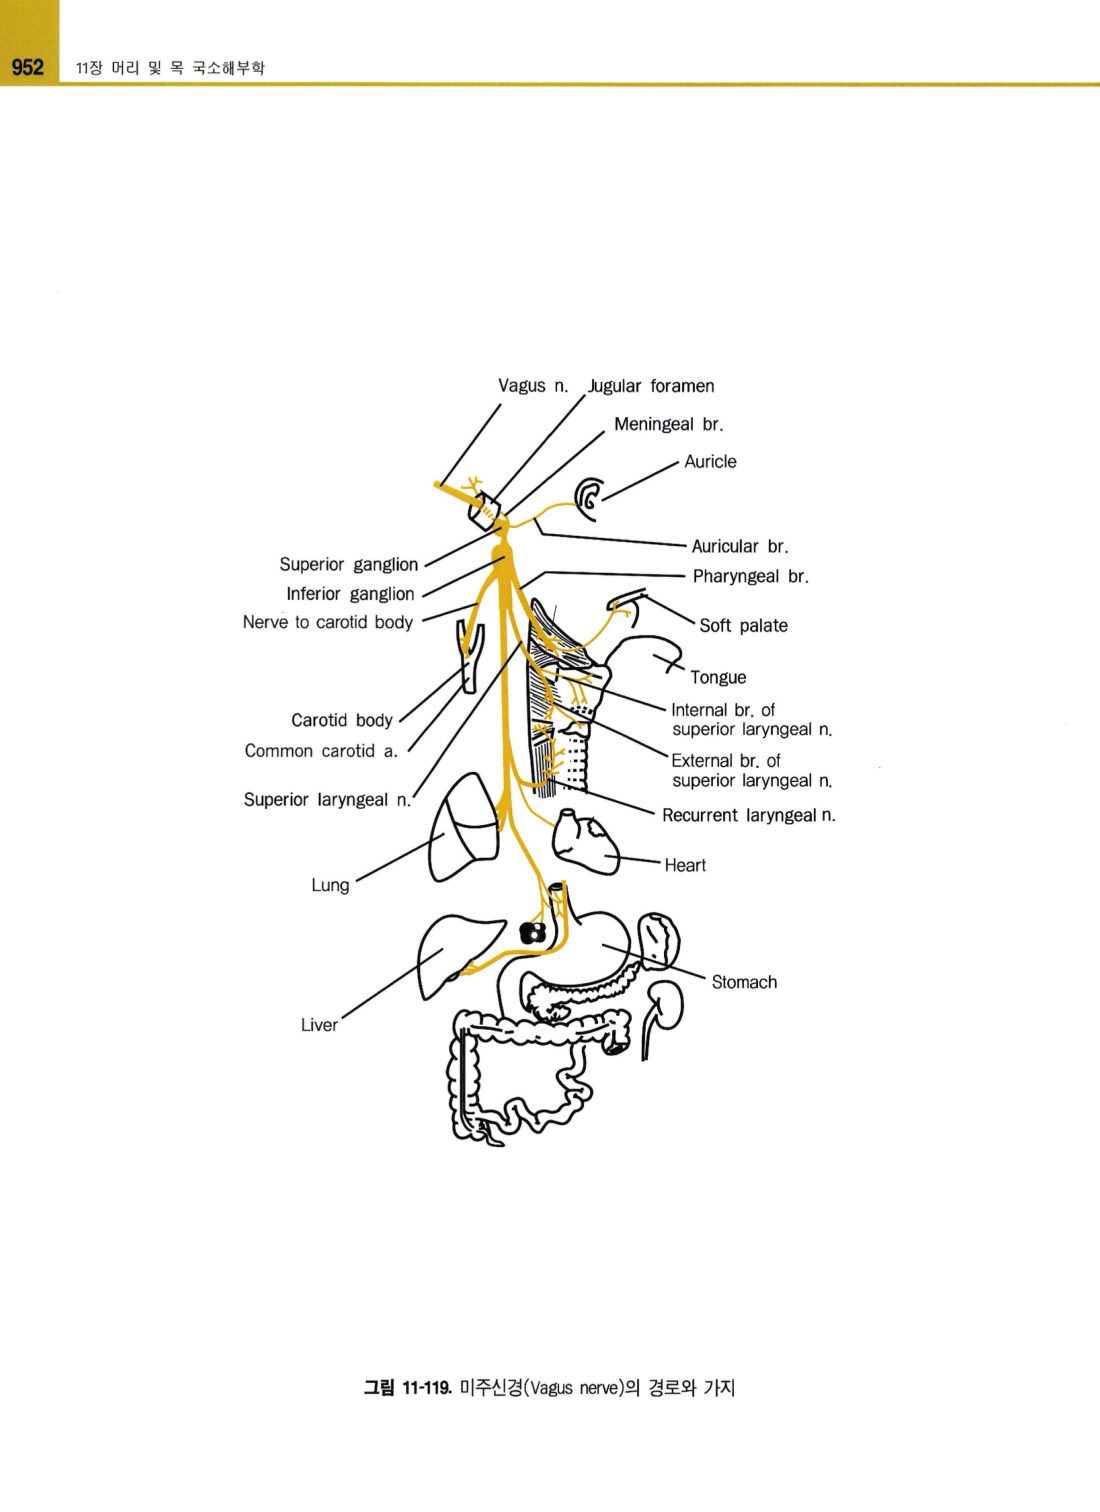 952
11장 머리 및 목 국소해부학
Vagus n.
Jugular foramen
Meningeal br.
Auricle
Auricular br.
Superior ganglion
Pharyngeal br.
Inferior ganglion
Nerve to carotid body
Soft palate
Tongue
Internal br. of
superior laryngeal n.
Carotid body
Common carotid a.
External br. of
superior laryngeal n.
Superior laryngeal n.
Recurrent laryngeal n.
Heart
Lung
Stomach
Liver
그림 11-119. 미주신경(Vagus nerve)의 경로와 가지